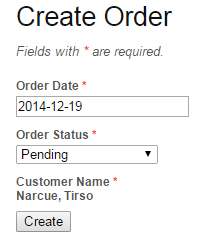 Create Order
Fields with * are required.
Order Date *
2014-12-19
Order Status *
Pending
Customer Name *
Narcue, Tirso
Create